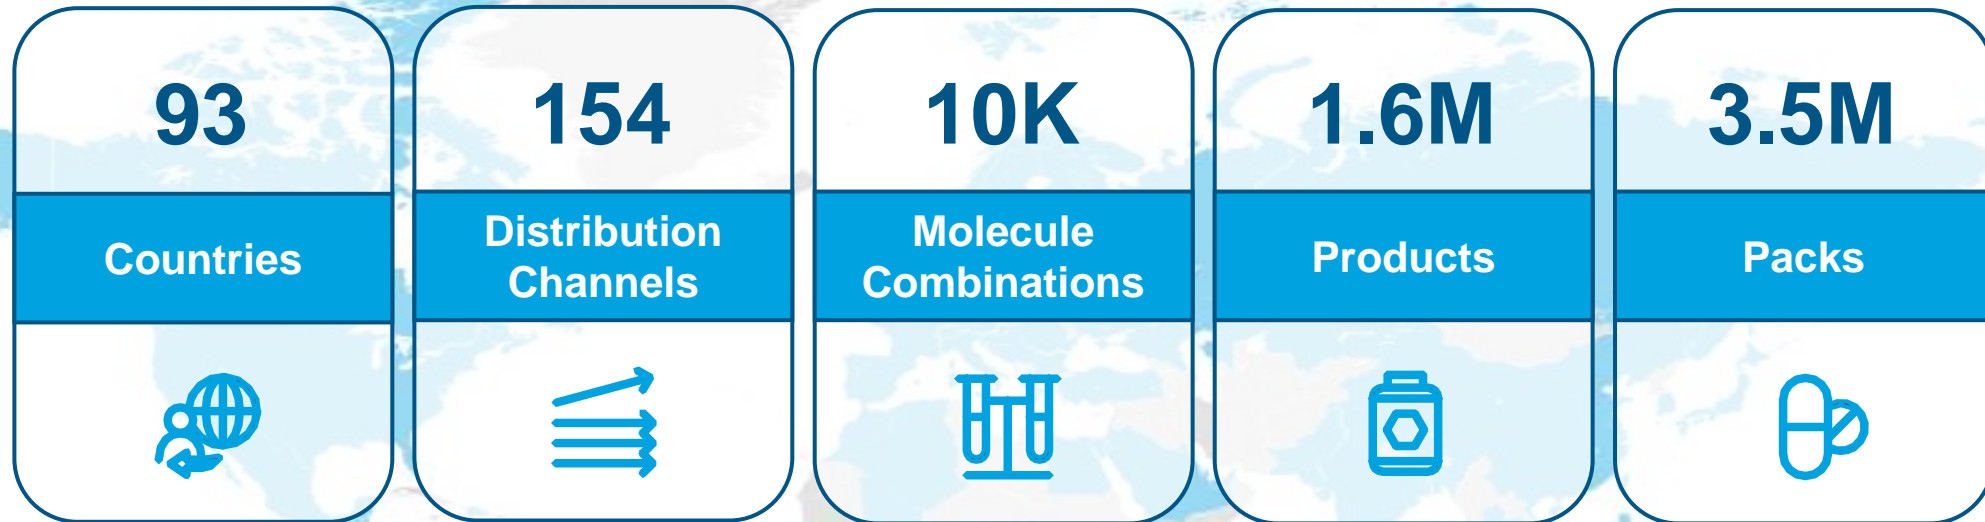 93
Countries
154
Distribution
Channels
10K
Molecule
Combinations
1.6M
Products
3.5M
Packs